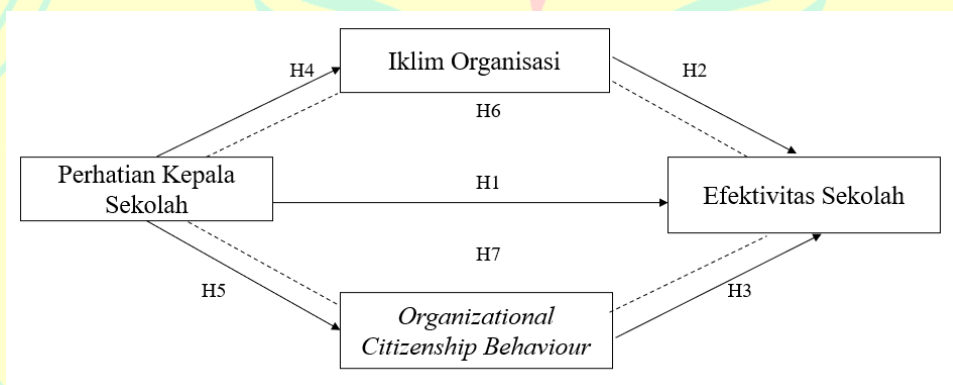 Iklim Organisasi
H4
H2
H6
Perhatian Kepala
Sekolah
H1
Efektivitas Sekolah
H7
H5
H3
Organizational
Citizenship Behaviour